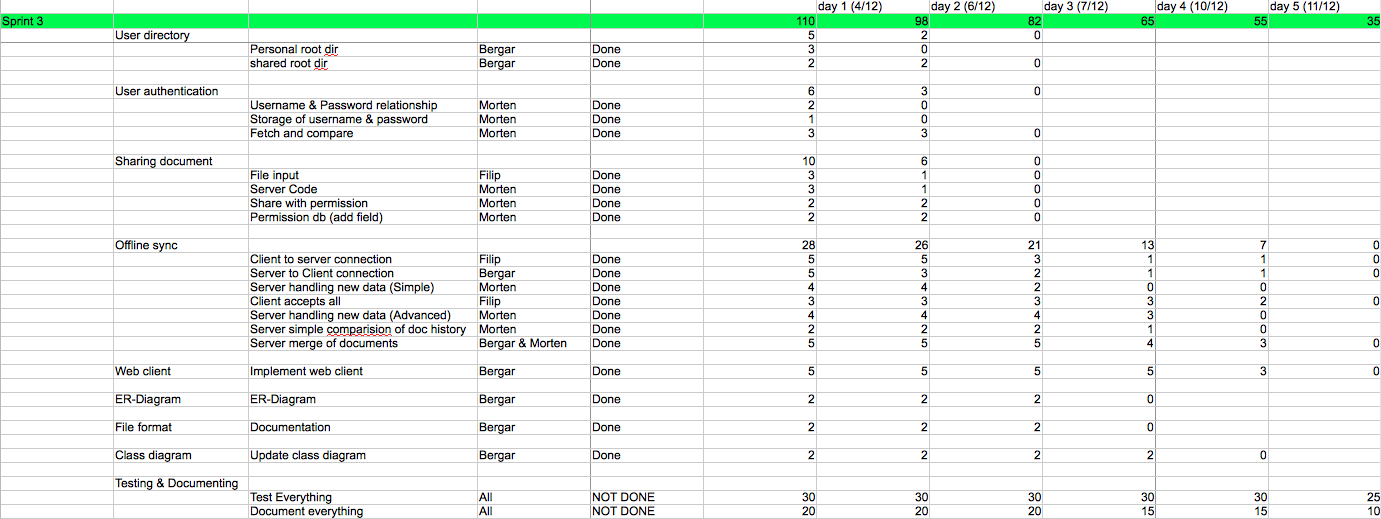 day 1 (4/12) day 2 (6/12) day 3 (7/12) day 4 (10/12) day 5 (11/12)
Sprint 3 110 98 82 65 55 35
User directory 5 2 0
Personal root dir Bergar Done 3 0
shared root dir Bergar Done 2 2 0
User authentication 6 3 0
Username & Password relationship Morten Done 2 0
Storage of username & password Morten Done 1 0
Fetch and compare Morten Done 3 3 0
Sharing document 10 6 0
File input Filip Done 3 1 0
Server Code Morten Done 3 1 0
Share with permission Morten Done 2 2 0
Permission db (add field) Morten Done 2 2 0
Offline sync 28 26 21 13 7 0
Client to server connection Filip Done 5 5 3 1 1 0
Server to Client connection Bergar Done 5 3 2 1 1 0
Server handling new data (Simple) Morten Done 4 4 2 0 0
Client accepts all Filip Done 3 3 3 3 2 0
Server handling new data (Advanced) Morten Done 4 4 4 3 0
Server simple comparision of doc history Morten Done 2 2 2 1 0
Server merge of documents Bergar & Morten Done 5 5 5 4 3 0
Web client Implement web client Bergar Done 5 5 5 5 3 0
ER-Diagram ER-Diagram Bergar Done 2 2 2 0
File format Documentation Bergar Done 2 2 2 0
Class diagram Update class diagram Bergar Done 2 2 2 2 0
Testing & Documenting
Test Everything All NOT DONE 30 30 30 30 30 25
Document everything All NOT DONE 20 20 20 15 15 10